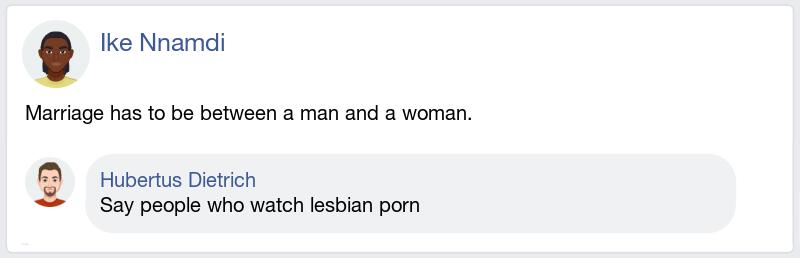 Ike Nnamdi
Marriage has to be between a man and a woman.
Hubertus Dietrich
Say people who watch lesbian porn